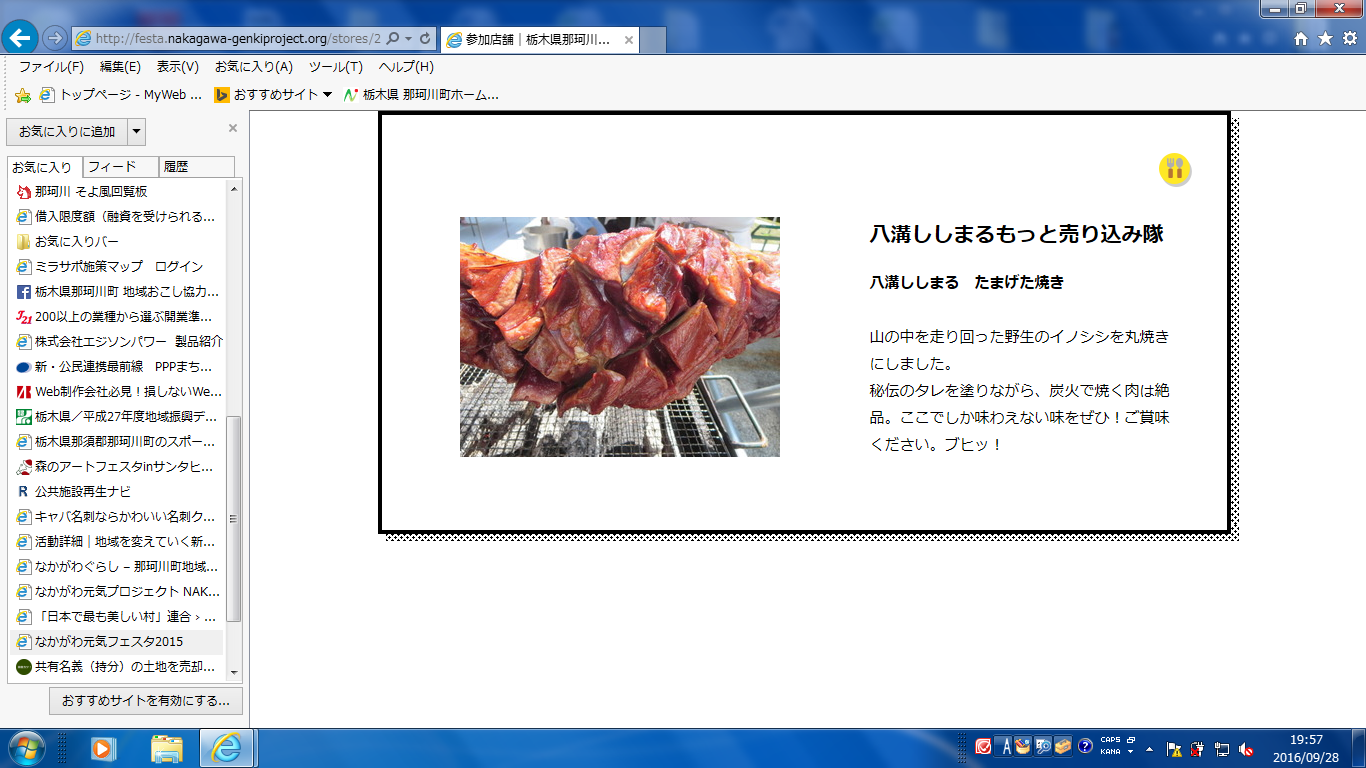 http://festa.nakagawa-genkiproject.org/stores/2
参加店舗｜栃木県那珂川...
ファイル(F) 編集(E) 表示(V) お気に入り(A) ツール(T) ヘルプ(H)
トップページ - MyWeb ... おすすめサイト 栃木県 那珂川町ホーム...
お気に入りに追加
お気に入り フィード 履歴
那珂川 そよ風回覧板
借入限度額（融資を受けられる...
お気に入りバー
ミラサポ施策マップ　ログイン
栃木県那珂川町 地域おこし協力...
200以上の業種から選ぶ開業準...
株式会社エジソンパワー 製品紹介
新・公民連携最前線　PPPまち...
Web制作会社必見！損しないWe...
栃木県／平成27年度地域振興デ...
栃木県那須郡那珂川町のスポー...
森のアートフェスタinサンタヒ...
公共施設再生ナビ
キャバ名刺ならかわいい名刺ク...
活動詳細｜地域を変えていく新...
なかがわぐらし – 那珂川町地域...
なかがわ元気プロジェクト NAK...
「日本で最も美しい村」連合 › ...
なかがわ元気フェスタ2015
共有名義（持分）の土地を売却...
おすすめサイトを有効にする...
八溝ししまるもっと売り込み隊
八溝ししまる　たまげた焼き
山の中を走り回った野生のイノシシを丸焼き
にしました。
秘伝のタレを塗りながら、炭火で焼く肉は絶
品。ここでしか味わえない味をぜひ！ご賞味
ください。ブヒッ！
A
CAPS
KANA
19:57
2016/09/28